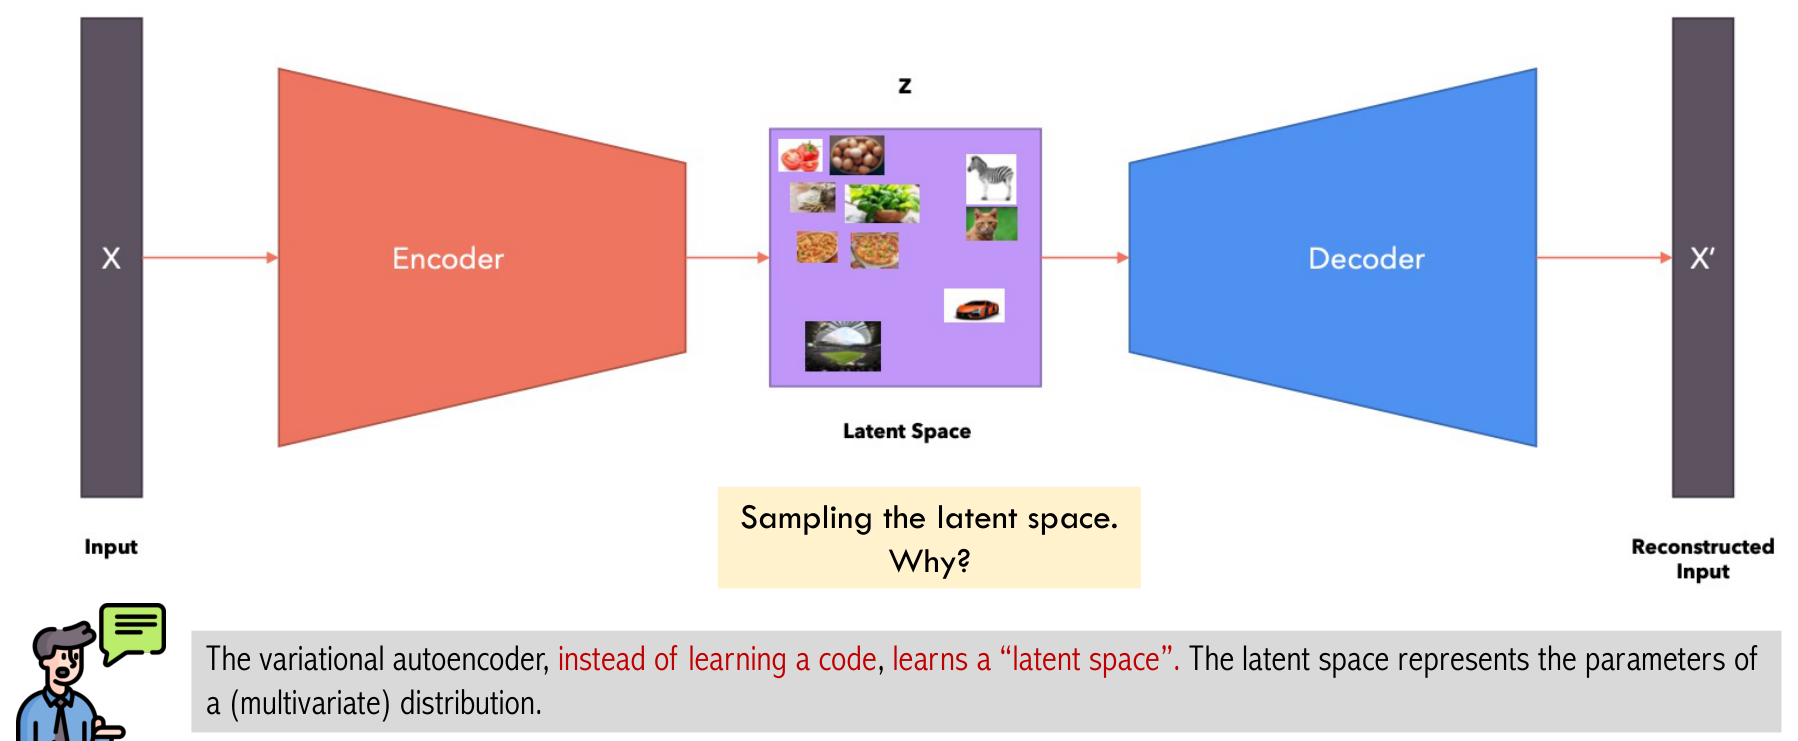 Z
X
Encoder
Decoder
X’
Latent Space
Sampling the latent space.
Why?
Input
Reconstructed
Input
The variational autoencoder, instead of learning a code, learns a “latent space”. The latent space represents the parameters of
a (multivariate) distribution.